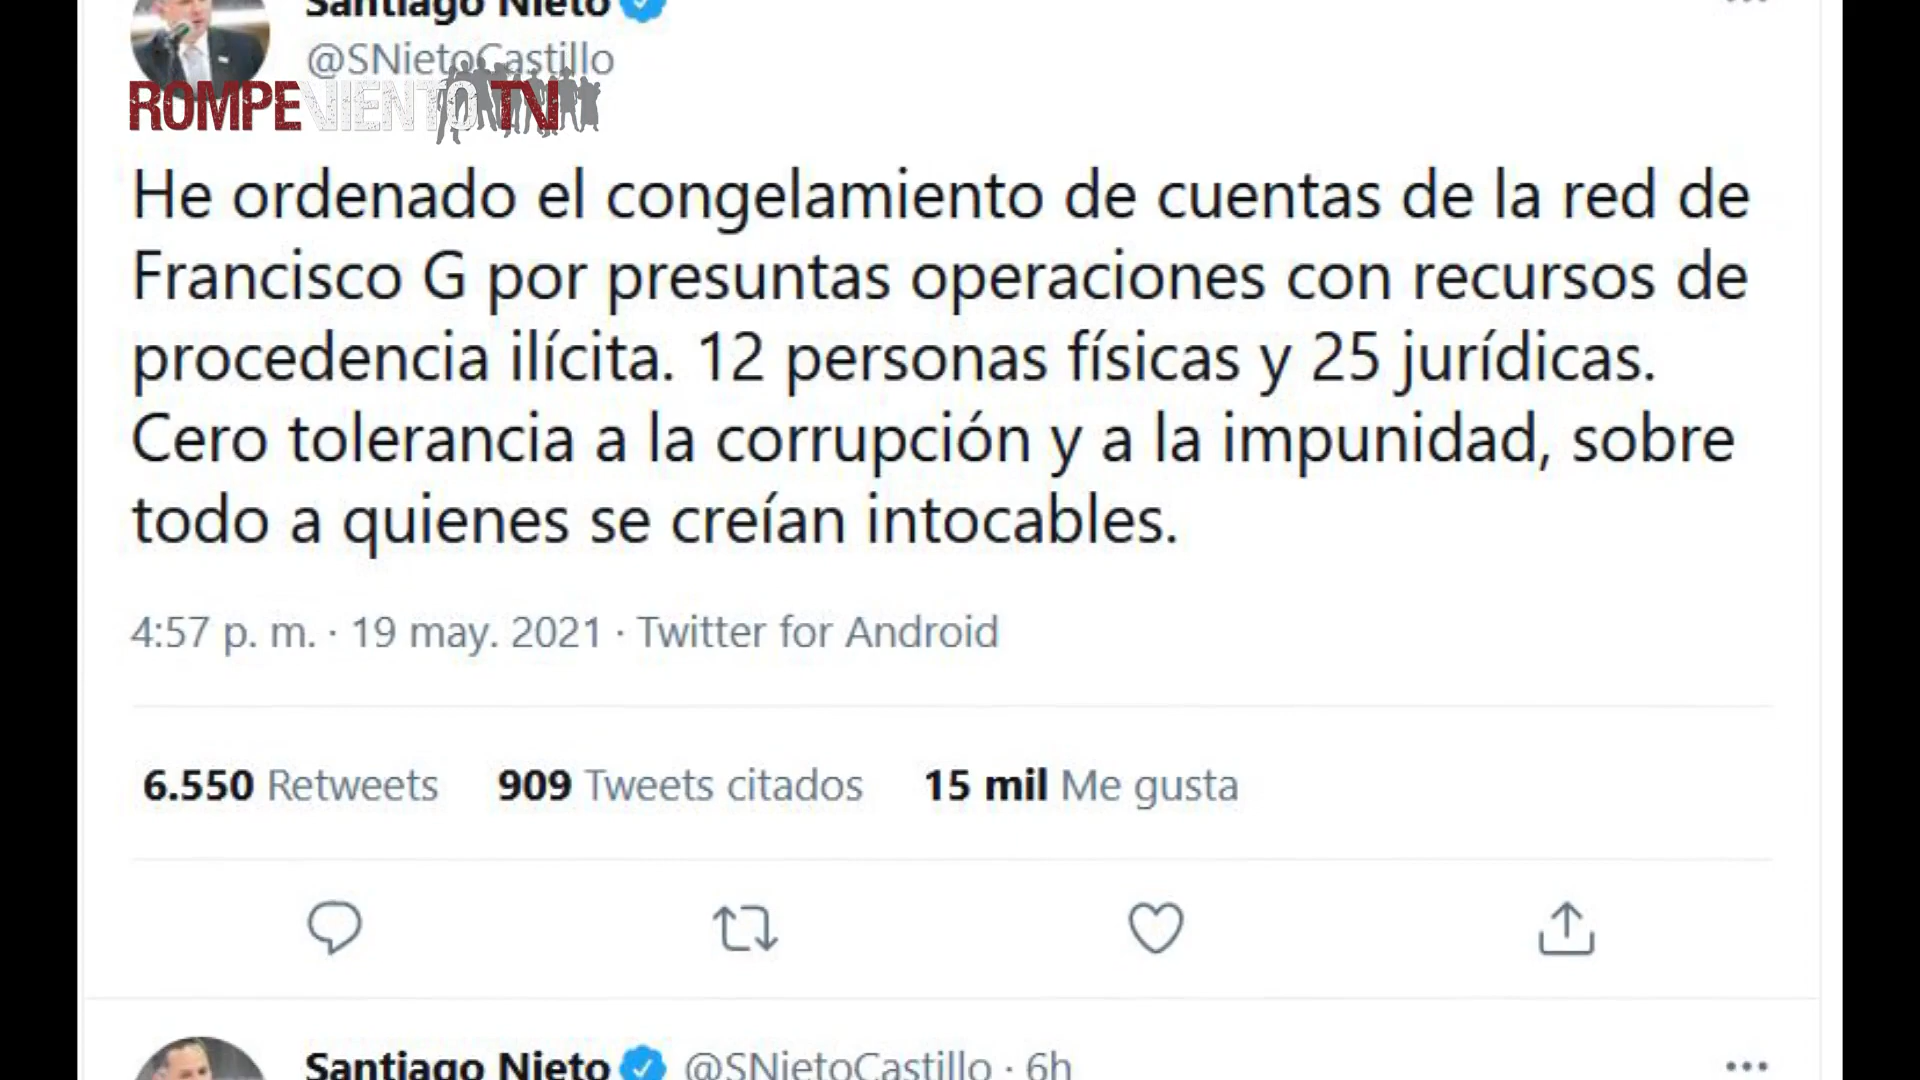 Santiago Nieto
@SNietoCastillo
ROMPEVIENTO TV
He ordenado el congelamiento de cuentas de la red de
Francisco G por presuntas operaciones con recursos de
procedencia ilícita. 12 personas físicas y 25 jurídicas.
Cero tolerancia a la corrupción y a la impunidad, sobre
todo a quienes se creían intocables.
4:57 p. m. · 19 may. 2021 · Twitter for Android
6.550 Retweets 909 Tweets citados 15 mil Me gusta
Santiago Nieto @SNietoCastillo · 6h